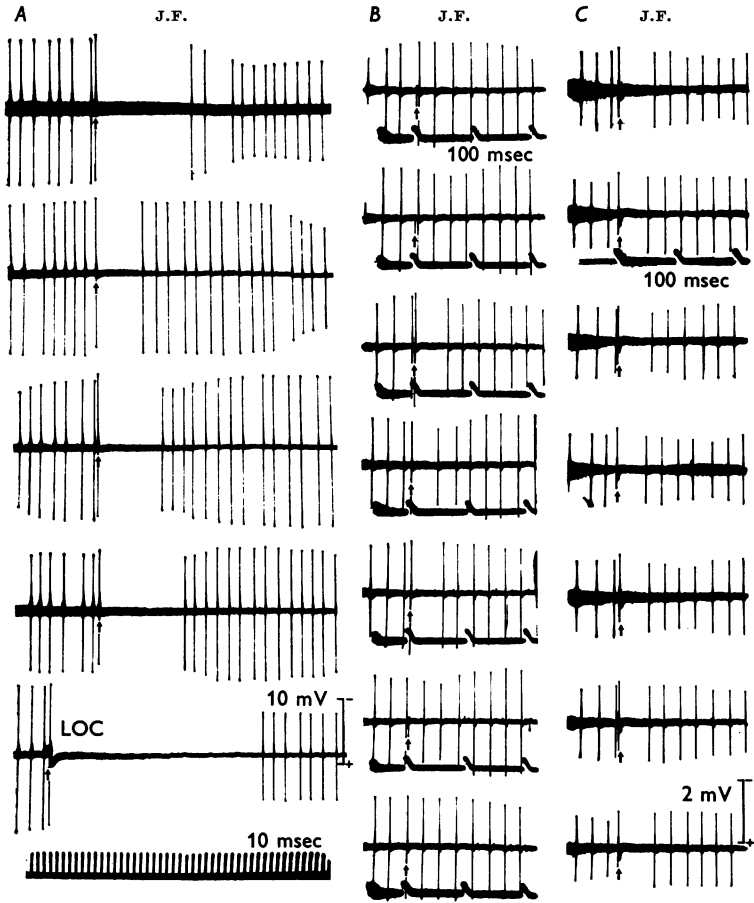 A J.F.
B J.F.
C J.F.
100 msec
100 msec
10 mV
−
+
LOC
10 msec
2 mV
−
+